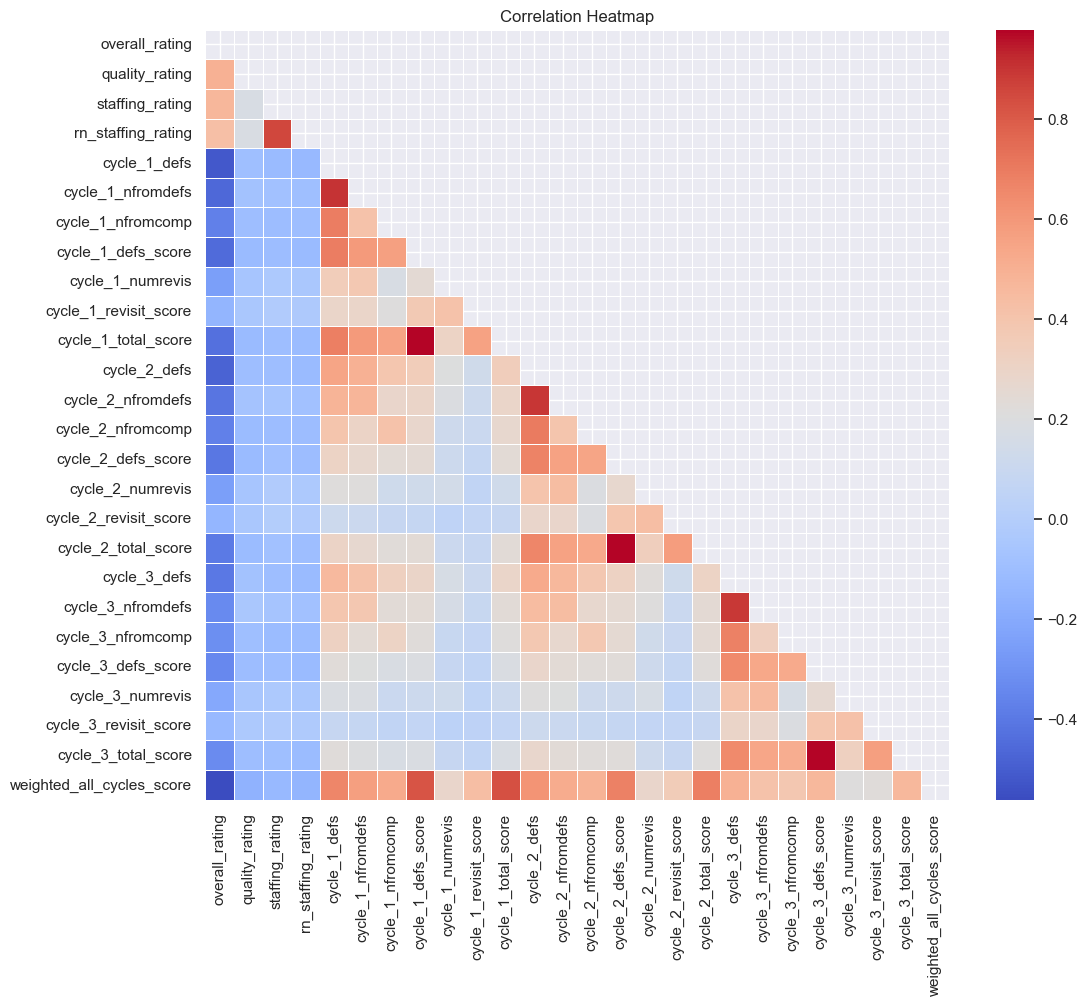 Correlation Heatmap
overall_rating
quality_rating
staffing_rating
rn_staffing_rating
cycle_1_defs
cycle_1_nfromdefs
cycle_1_nfromcomp
cycle_1_defs_score
cycle_1_numrevis
cycle_1_revisit_score
cycle_1_total_score
cycle_2_defs
cycle_2_nfromdefs
cycle_2_nfromcomp
cycle_2_defs_score
cycle_2_numrevis
cycle_2_revisit_score
cycle_2_total_score
cycle_3_defs
cycle_3_nfromdefs
cycle_3_nfromcomp
cycle_3_defs_score
cycle_3_numrevis
cycle_3_revisit_score
cycle_3_total_score
weighted_all_cycles_score
overall_rating
quality_rating
staffing_rating
rn_staffing_rating
cycle_1_defs
cycle_1_nfromdefs
cycle_1_nfromcomp
cycle_1_defs_score
cycle_1_numrevis
cycle_1_revisit_score
cycle_1_total_score
cycle_2_defs
cycle_2_nfromdefs
cycle_2_nfromcomp
cycle_2_defs_score
cycle_2_numrevis
cycle_2_revisit_score
cycle_2_total_score
cycle_3_defs
cycle_3_nfromdefs
cycle_3_nfromcomp
cycle_3_defs_score
cycle_3_numrevis
cycle_3_revisit_score
cycle_3_total_score
weighted_all_cycles_score
0.8
0.6
0.4
0.2
0.0
−0.2
−0.4